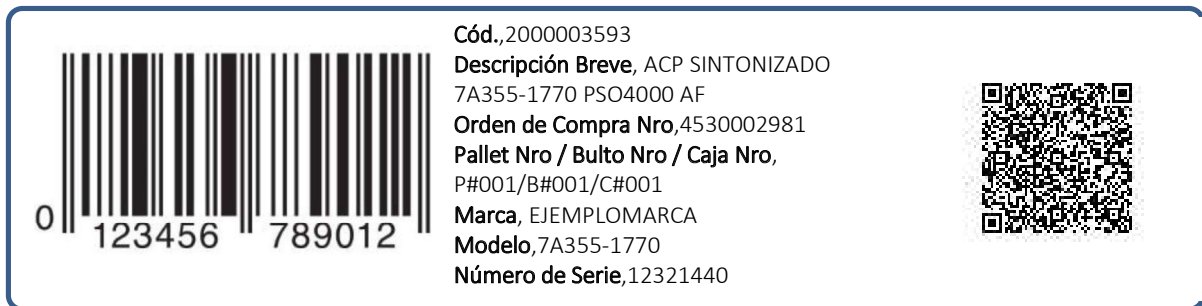 0 123456 789012
Cód.,2000003593
Descripción Breve, ACP SINTONIZADO
7A355-1770 PSO4000 AF
Orden de Compra Nro,4530002981
Pallet Nro / Bulto Nro / Caja Nro,
P#001/B#001/C#001
Marca, EJEMPLOMARCA
Modelo,7A355-1770
Número de Serie,12321440